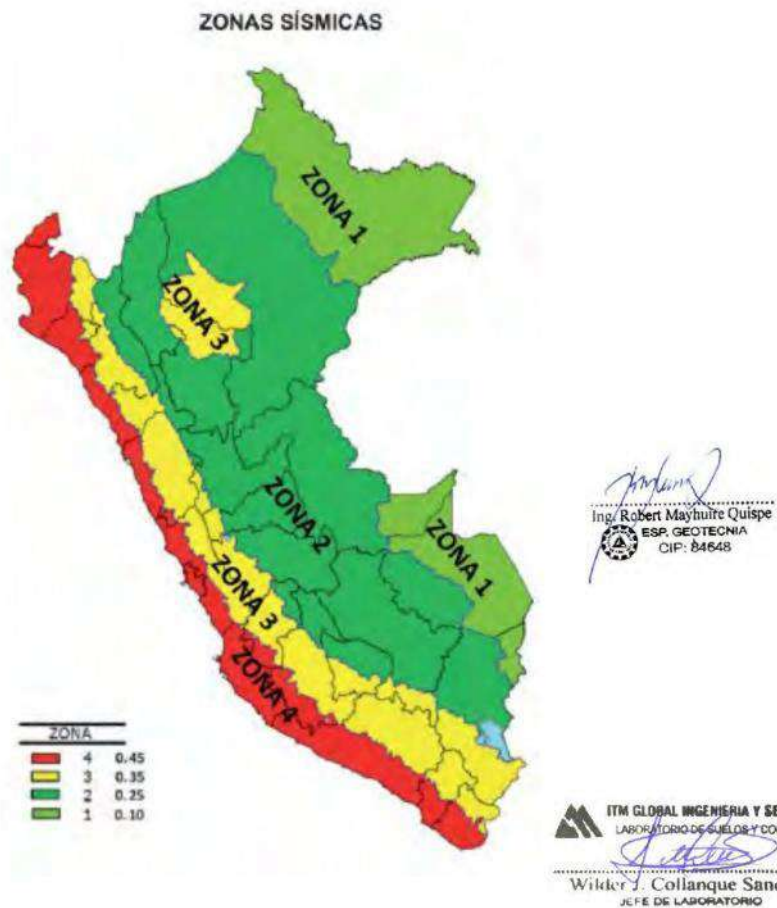 ZONAS SÍSMICAS
ZONA 1
ZONA 3
ZONA 2
ZONA 1
ZONA 3
ZONA 4
ZONA
4 0.45
3 0.35
2 0.25
1 0.10
Ing. Robert Mayhuire Quispe
ESP. GEOTECNIA
CIP: 84648
ITM GLOBAL INGENIERIA Y SE
LABORATORIO DE SUELOS Y CO
Wilder J. Collanque San
JEFE DE LABORATORIO